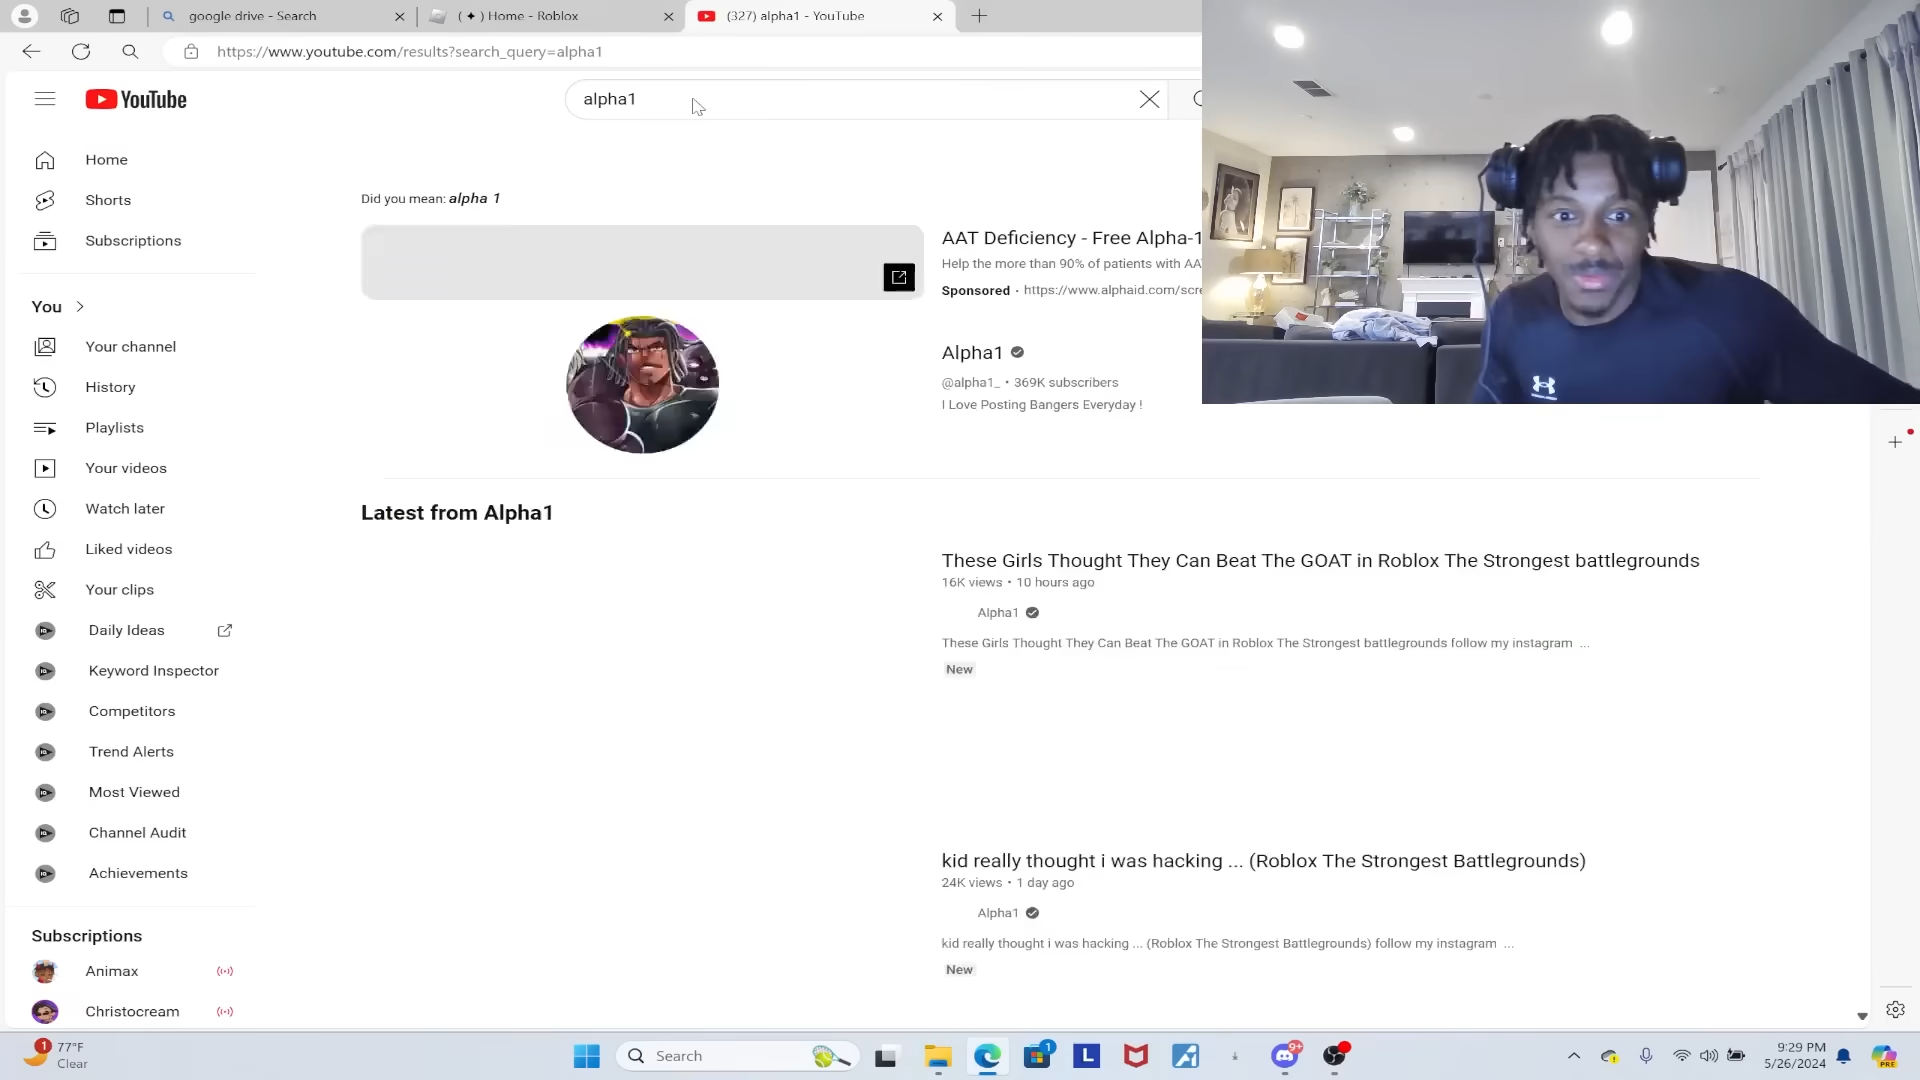 google drive - Search
( ✦ ) Home - Roblox
(327) alpha1 - YouTube
https://www.youtube.com/results?search_query=alpha1
YouTube
alpha1
Home
Shorts
Subscriptions
You
Your channel
History
Playlists
Your videos
Watch later
Liked videos
Your clips
Daily Ideas
Keyword Inspector
Competitors
Trend Alerts
Most Viewed
Channel Audit
Achievements
Subscriptions
Animax
Christocream
Did you mean: alpha 1
AAT Deficiency - Free Alpha-1
Help the more than 90% of patients with AA
Sponsored · https://www.alphaid.com/scre
Alpha1
@alpha1_ • 369K subscribers
I Love Posting Bangers Everyday !
Latest from Alpha1
These Girls Thought They Can Beat The GOAT in Roblox The Strongest battlegrounds
16K views • 10 hours ago
Alpha1
These Girls Thought They Can Beat The GOAT in Roblox The Strongest battlegrounds follow my instagram ...
New
kid really thought i was hacking ... (Roblox The Strongest Battlegrounds)
24K views • 1 day ago
Alpha1
kid really thought i was hacking ... (Roblox The Strongest Battlegrounds) follow my instagram ...
New
1
77°F
Clear
Search
1
L
9+
9:29 PM
5/26/2024
PRE